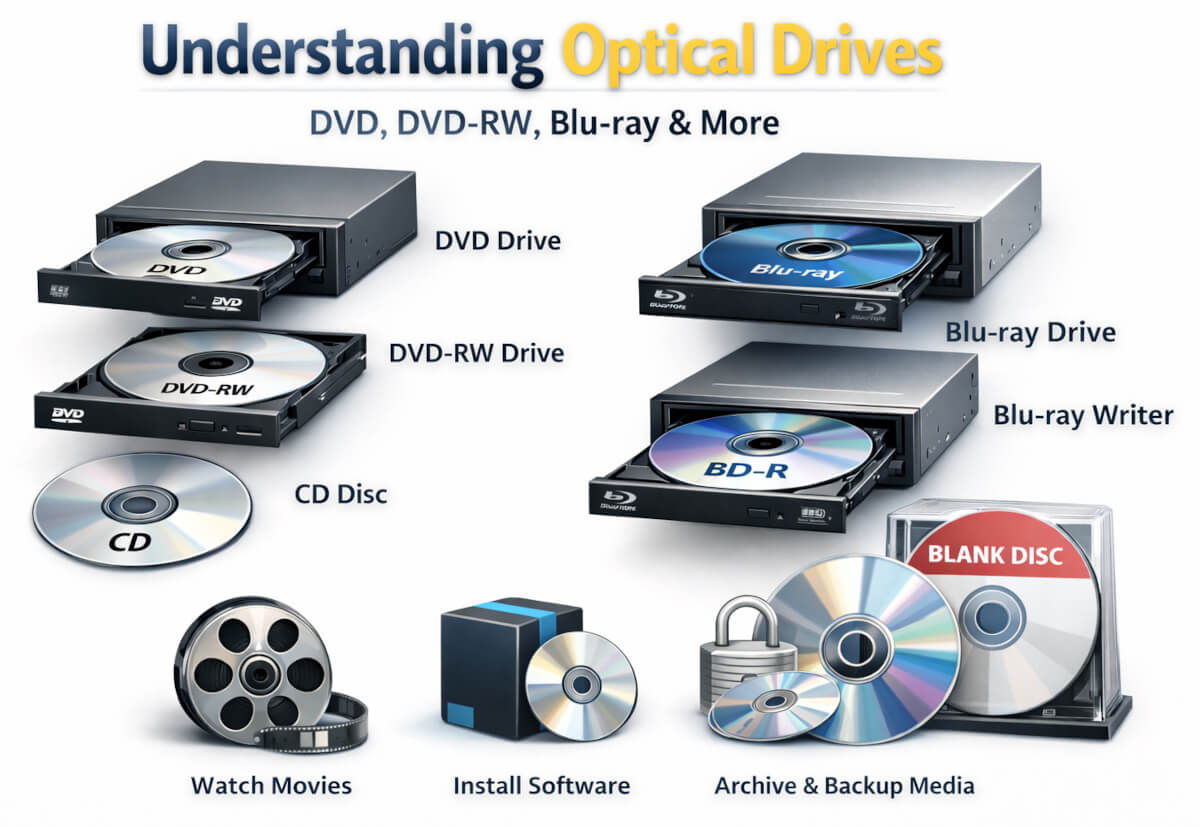 Understanding Optical Drives
DVD, DVD-RW, Blu-ray & More
DVD
DVD
DVD Drive
DVD-RW
DVD
DVD-RW Drive
CD
CD Disc
Blu-ray
Blu-ray Drive
BD-R
Blu-ray Writer
BLANK DISC
Watch Movies
Install Software
Archive & Backup Media